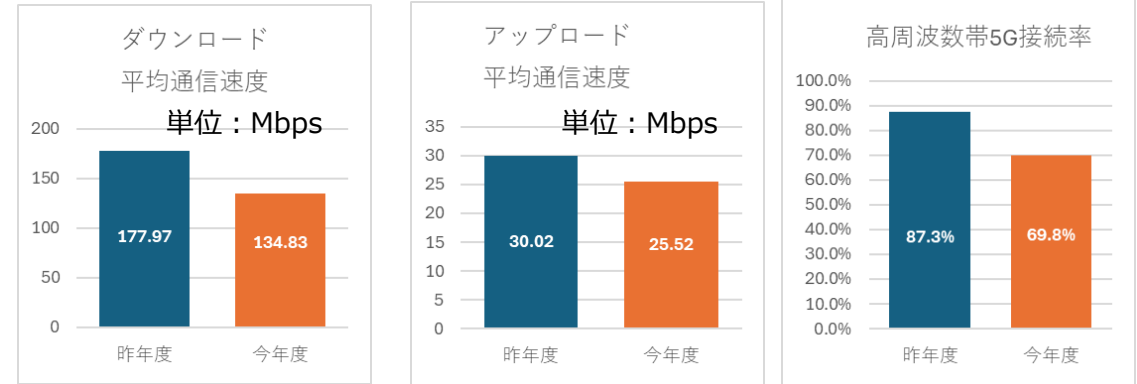 ダウンロード
平均通信速度
単位：Mbps
200
150
100
50
0
177.97
134.83
昨年度
今年度
アップロード
平均通信速度
単位：Mbps
35
30
25
20
15
10
5
0
30.02
25.52
昨年度
今年度
高周波数帯5G接続率
100.0%
90.0%
80.0%
70.0%
60.0%
50.0%
40.0%
30.0%
20.0%
10.0%
0.0%
87.3%
69.8%
昨年度
今年度